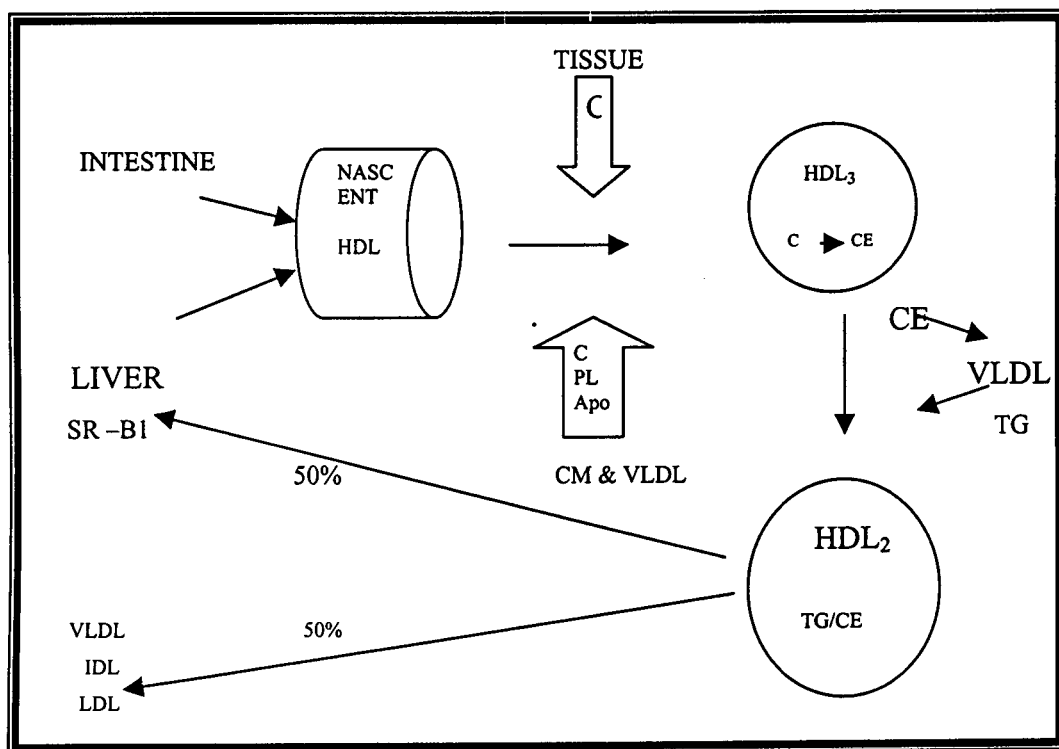 TISSUE
C
INTESTINE
NASC
ENT
HDL
HDL₃
C CE
CE
C
PL
Apo
LIVER
VLDL
SR –B1
TG
50%
CM & VLDL
HDL₂
TG/CE
VLDL
50%
IDL
LDL